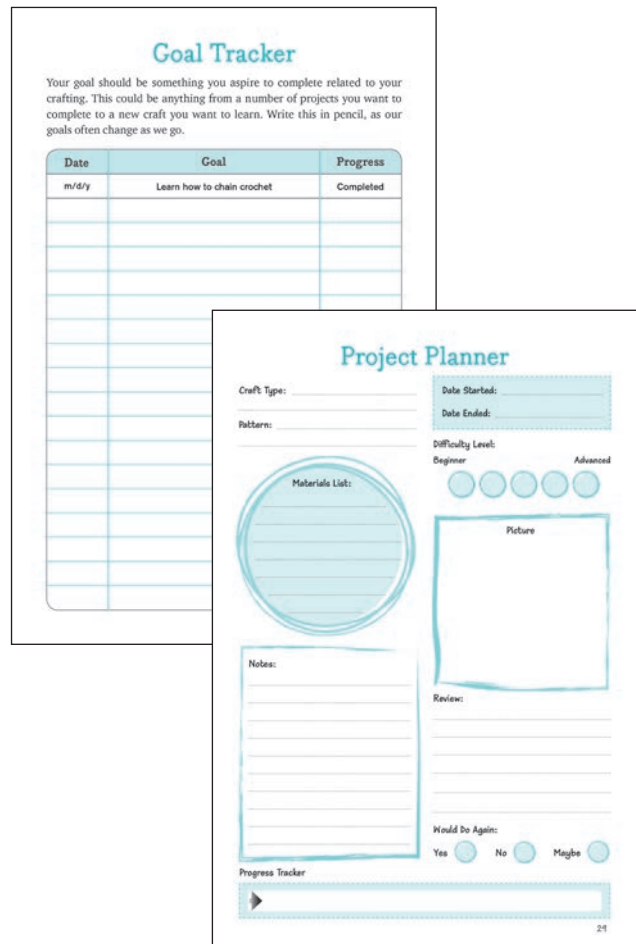 Goal Tracker
Your goal should be something you aspire to complete related to your
crafting. This could be anything from a number of projects you want to
complete to a new craft you want to learn. Write this in pencil, as our
goals often change as we go.
Date Goal Progress
m/d/y Learn how to chain crochet Completed
Project Planner
Craft Type:
Date Started:
Date Ended:
Pattern:
Difficulty Level:
Beginner Advanced
Materials List:
Picture
Notes:
Review:
Would Do Again:
Yes No Maybe
Progress Tracker
29